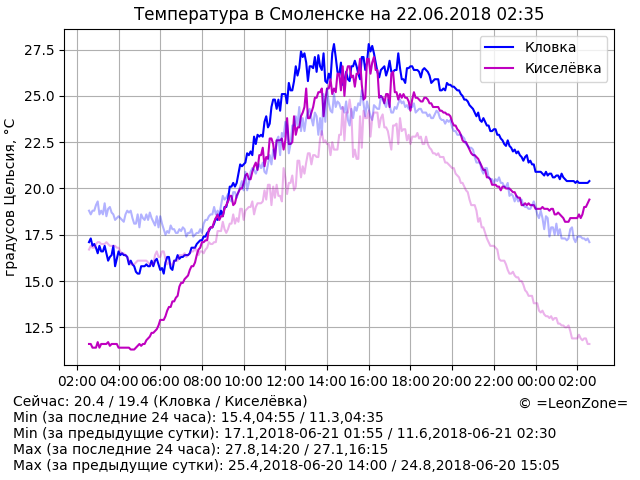 Температура в Смоленске на 22.06.2018 02:35
градусов Цельсия, °C
27.5
25.0
22.5
20.0
17.5
15.0
12.5
Кловка
Киселёвка
02:00 04:00 06:00 08:00 10:00 12:00 14:00 16:00 18:00 20:00 22:00 00:00 02:00
Сейчас: 20.4 / 19.4 (Кловка / Киселёвка)
© =LeonZone=
Min (за последние 24 часа): 15.4,04:55 / 11.3,04:35
Min (за предыдущие сутки): 17.1,2018-06-21 01:55 / 11.6,2018-06-21 02:30
Max (за последние 24 часа): 27.8,14:20 / 27.1,16:15
Max (за предыдущие сутки): 25.4,2018-06-20 14:00 / 24.8,2018-06-20 15:05